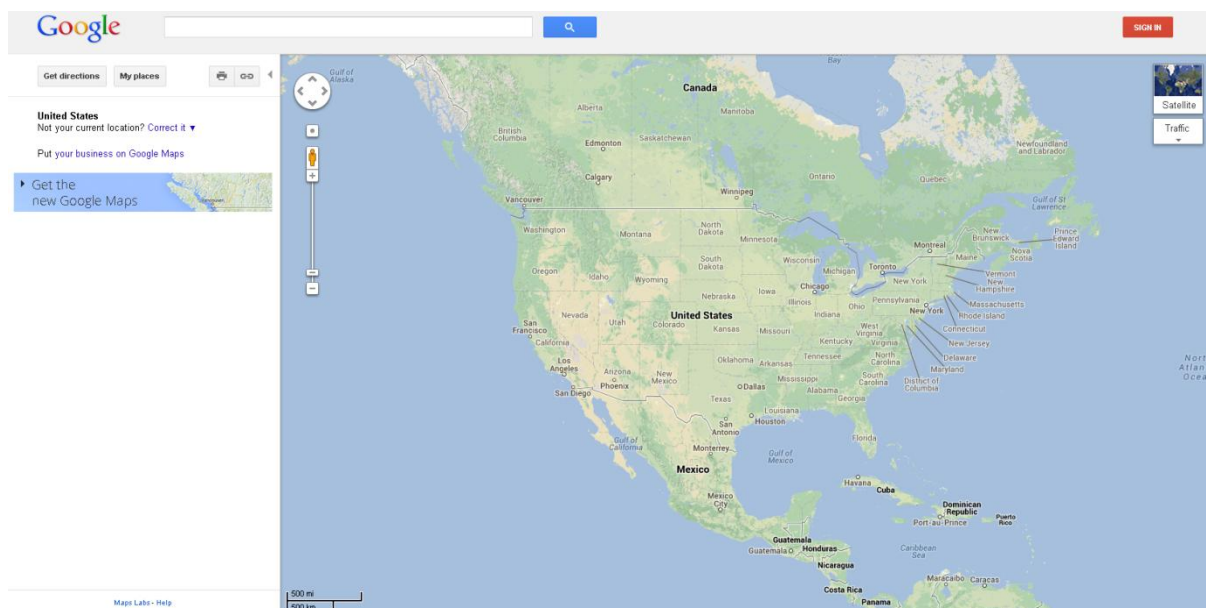 Google
SIGN IN
Get directions My places
United States
Not your current location? Correct it ▼
Put your business on Google Maps
Get the
new Google Maps
Maps Labs - Help
Satellite
Traffic
Gulf of
Alaska
Bay
Canada
Alberta
Manitoba
British
Columbia
Edmonton
Saskatchewan
Newfoundland
and Labrador
Calgary
Ontario
Quebec
Winnipeg
Vancouver
Gulf of St
Lawrence
Washington
Montana
North
Dakota
Minnesota
Montreal
New
Brunswick
Prince
Edward
Island
Nova
Scotia
Maine
Oregon
Idaho
Wyoming
South
Dakota
Wisconsin
Michigan
Toronto
Vermont
New
Hampshire
New York
Chicago
Iowa
Nebraska
Illinois
Indiana
Ohio
Pennsylvania
New York
Massachusetts
Rhode Island
Connecticut
New Jersey
Delaware
Maryland
District of
Columbia
Nevada
Utah
Colorado
United States
Kansas
Missouri
West
Virginia
Virginia
Kentucky
San
Francisco
California
Los
Angeles
San Diego
Arizona
Phoenix
New
Mexico
Oklahoma
Arkansas
Tennessee
North
Carolina
South
Carolina
Mississippi
Alabama
Georgia
Dallas
Texas
Louisiana
Houston
San
Antonio
Florida
Gulf of
California
Monterrey
Gulf of
Mexico
Mexico
Mexico
City
Havana
Cuba
Dominican
Republic
Port-au-Prince
Puerto
Rico
Guatemala
Guatemala
Honduras
Nicaragua
Caribbean
Sea
Maracaibo
Caracas
Costa Rica
Panama
Nort
Atlan
Ocea
500 mi
500 km